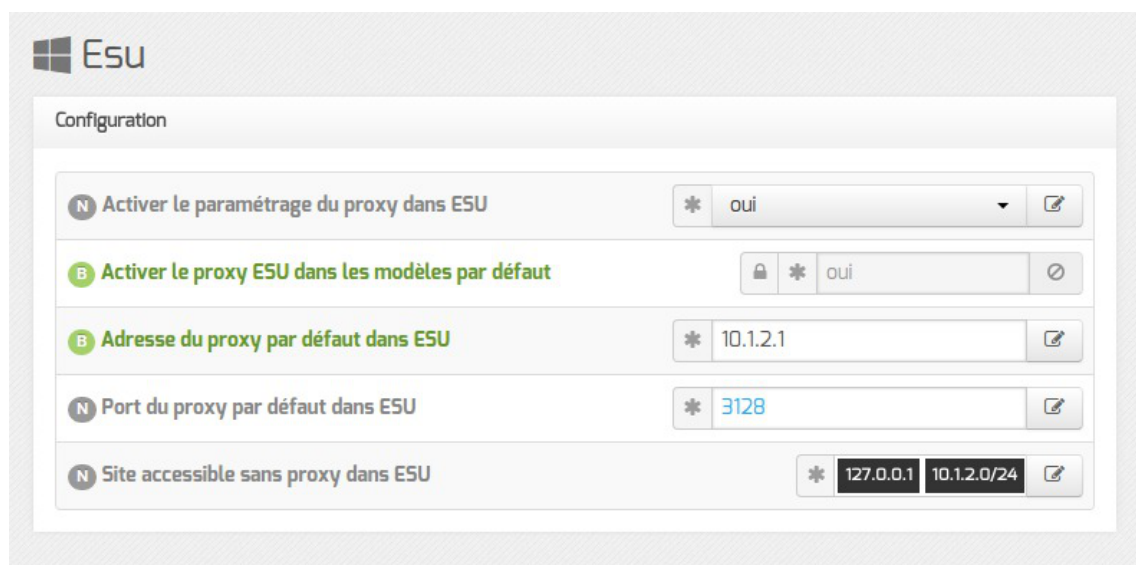 Esu
Configuration
N Activer le paramétrage du proxy dans ESU oui
B Activer le proxy ESU dans les modèles par défaut oui
B Adresse du proxy par défaut dans ESU 10.1.2.1
N Port du proxy par défaut dans ESU 3128
N Site accessible sans proxy dans ESU 127.0.0.1 10.1.2.0/24